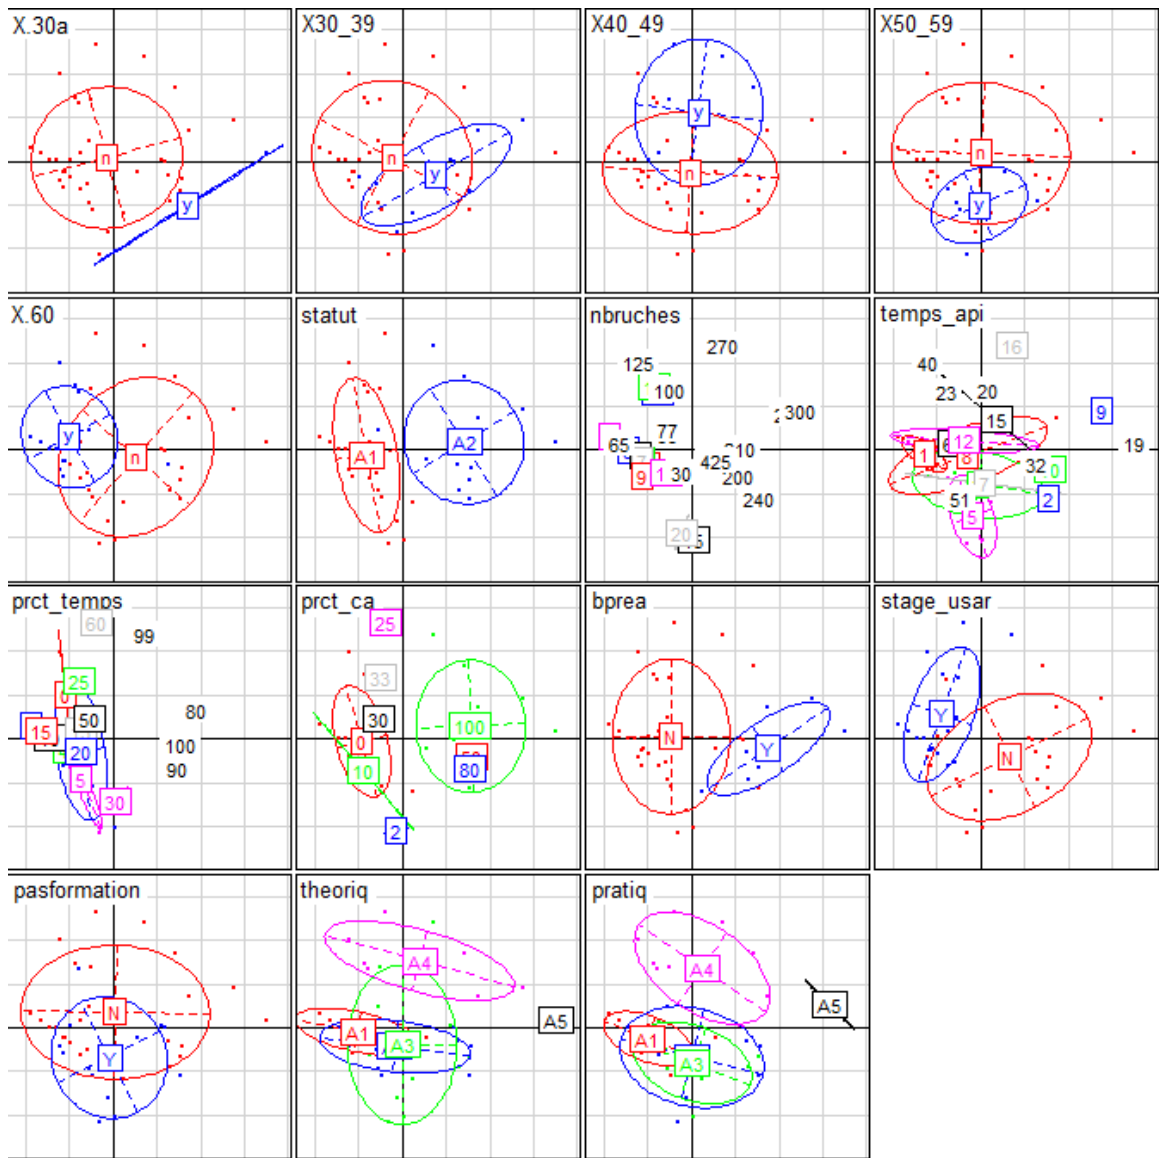 X.30a
n
y
X30_39
n
y
X40_49
y
n
X50_59
n
y
X.60
y
n
statut
A1
A2
nbruches
270
125
100
300
77
65
210
425
9
1
30
200
240
20
temps_api
16
40
23
20
9
15
12
19
1
8
32
0
7
2
51
5
prct_temps
60
99
25
0
80
50
15
20
100
90
5
30
prct_ca
25
33
30
100
0
10
80
2
bprea
N
Y
stage_usar
Y
N
pasformation
N
Y
theoriq
A4
A5
A1
A3
pratiq
A4
A5
A1
A3